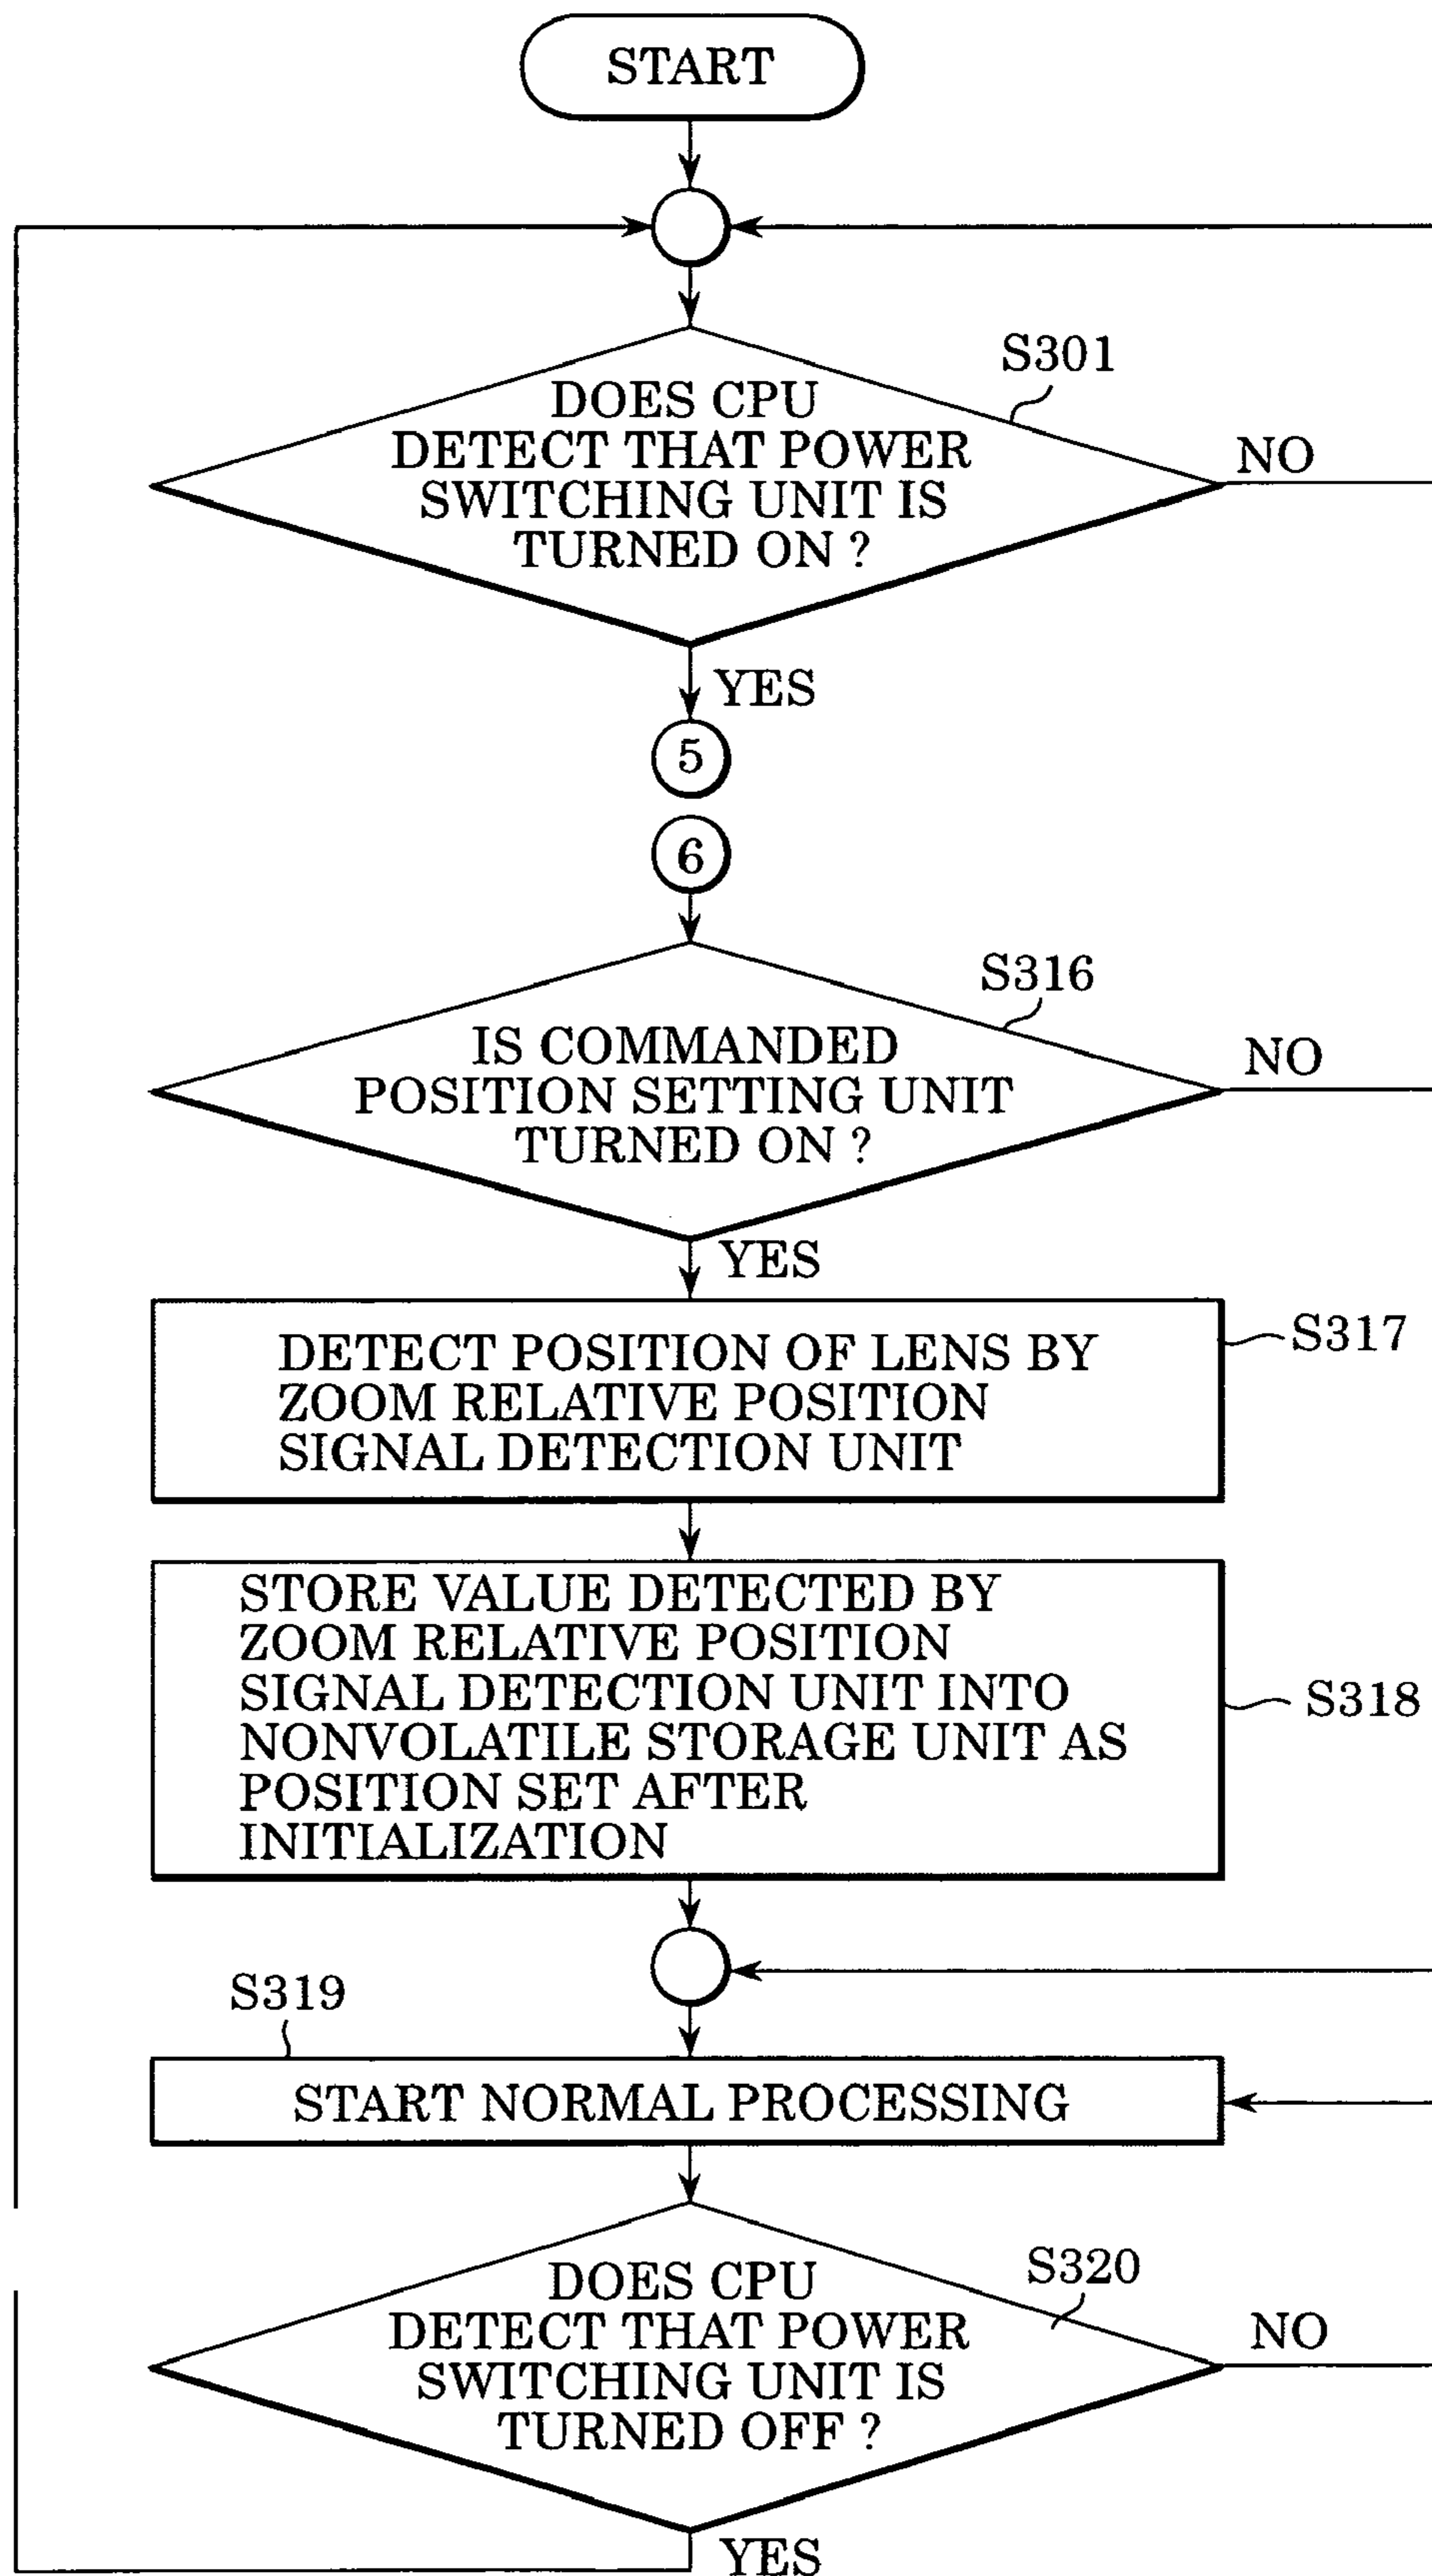 START
S301
DOES CPU
DETECT THAT POWER
SWITCHING UNIT IS
TURNED ON ?
NO
YES
5
6
S316
IS COMMANDED
POSITION SETTING UNIT
TURNED ON ?
NO
YES
S317
DETECT POSITION OF LENS BY
ZOOM RELATIVE POSITION
SIGNAL DETECTION UNIT
STORE VALUE DETECTED BY
ZOOM RELATIVE POSITION
SIGNAL DETECTION UNIT INTO
NONVOLATILE STORAGE UNIT AS
POSITION SET AFTER
INITIALIZATION
S318
S319
START NORMAL PROCESSING
S320
DOES CPU
DETECT THAT POWER
SWITCHING UNIT IS
TURNED OFF ?
NO
YES